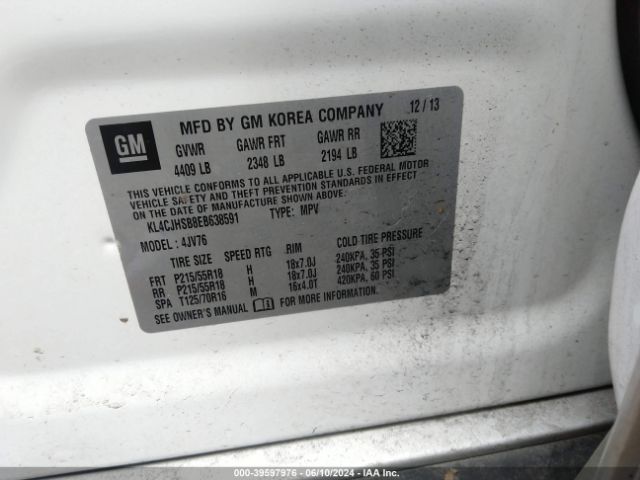 GM
MFD BY GM KOREA COMPANY 12/13
GVWR GAWR FRT GAWR RR
4409 LB 2348 LB 2194 LB
THIS VEHICLE CONFORMS TO ALL APPLICABLE U.S. FEDERAL MOTOR
VEHICLE SAFETY AND THEFT PREVENTION STANDARDS IN EFFECT
ON THE DATE OF MANUFACTURE SHOWN ABOVE.
KL4CJHSB8EB638591 TYPE: MPV
MODEL: 4JV76
TIRE SIZE SPEED RTG RIM COLD TIRE PRESSURE
FRT P215/55R18 H 18x7.0J 240KPA, 35 PSI
RR P215/55R18 H 18x7.0J 240KPA, 35 PSI
SPA T125/70R16 M 16x4.0T 420KPA, 60 PSI
SEE OWNER'S MANUAL FOR MORE INFORMATION.
000-39597976 - 06/10/2024 - IAA Inc.